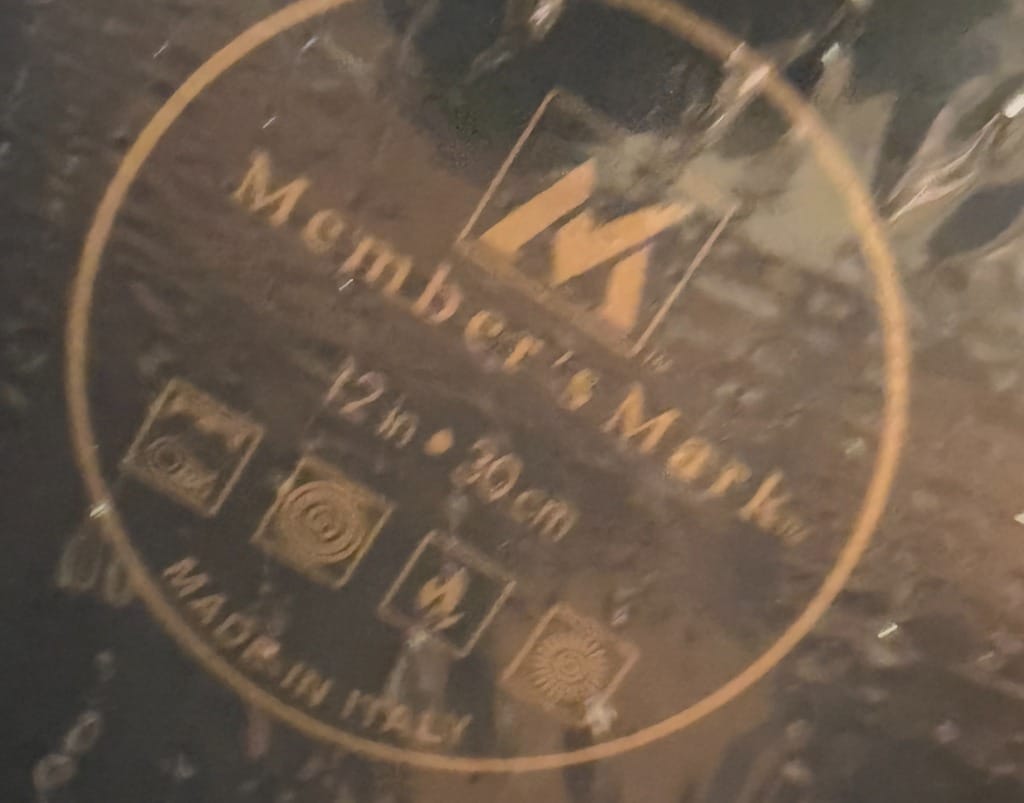 Member's Mark
12 in • 30 cm
MADE IN ITALY